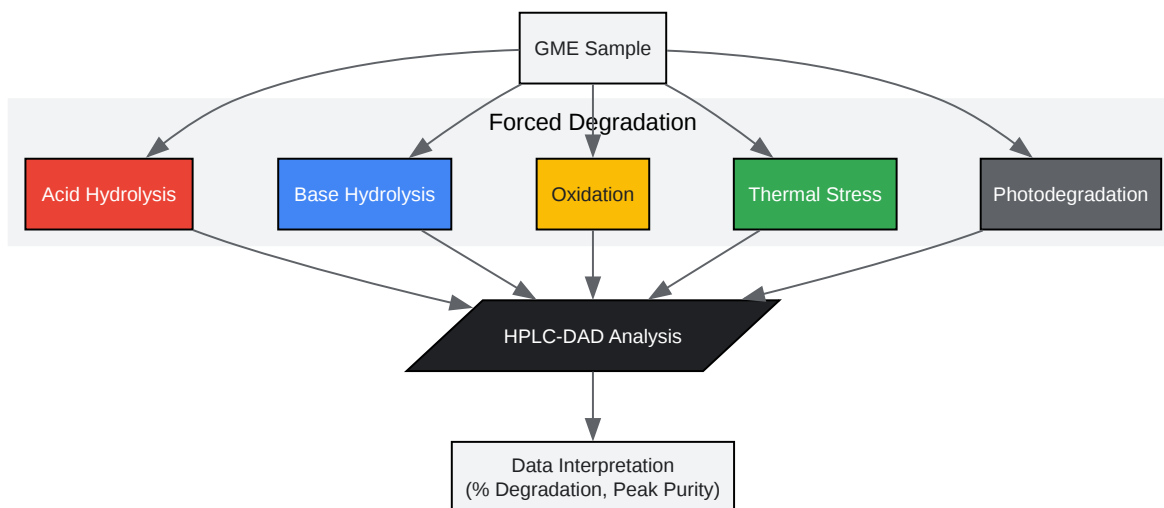 GME Sample
Forced Degradation
Acid Hydrolysis
Base Hydrolysis
Oxidation
Thermal Stress
Photodegradation
HPLC-DAD Analysis
Data Interpretation
(% Degradation, Peak Purity)